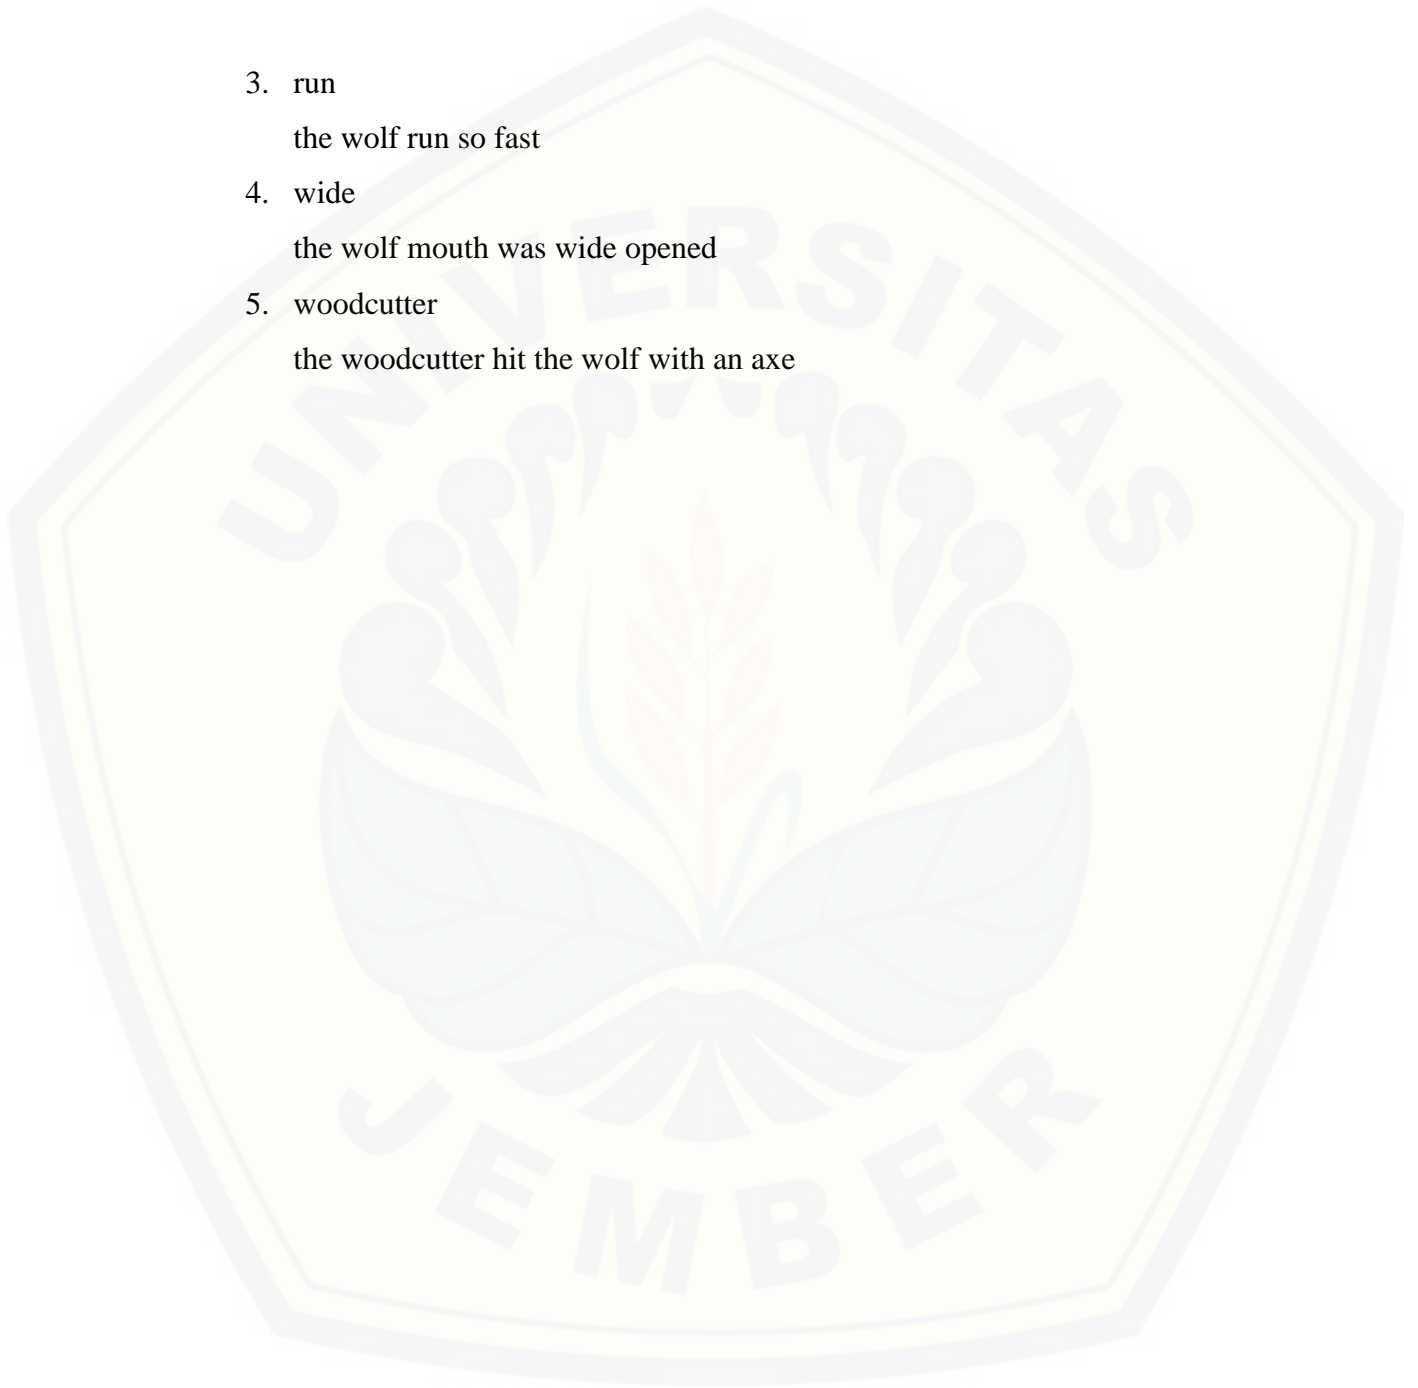 3. run
the wolf run so fast
4. wide
the wolf mouth was wide opened
5. woodcutter
the woodcutter hit the wolf with an axe
UNIVERSITAS
JEMBER